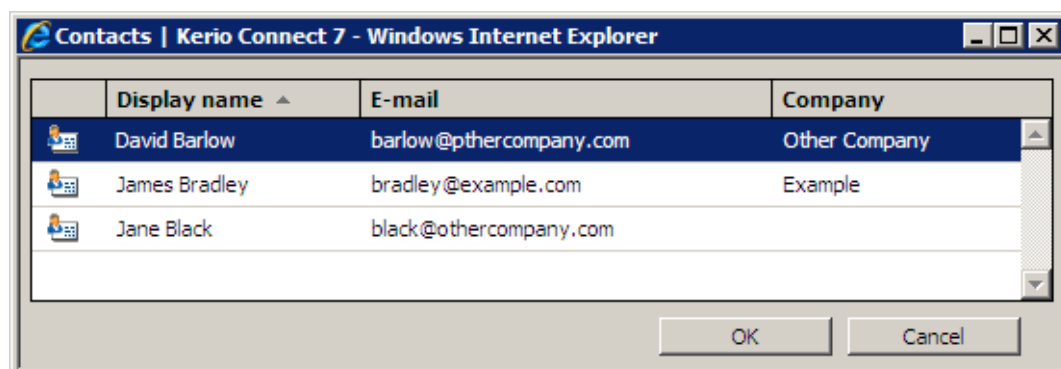 Contacts | Kerio Connect 7 - Windows Internet Explorer
Display name E-mail Company
David Barlow barlow@pthercompany.com Other Company
James Bradley bradley@example.com Example
Jane Black black@othercompany.com
OK Cancel